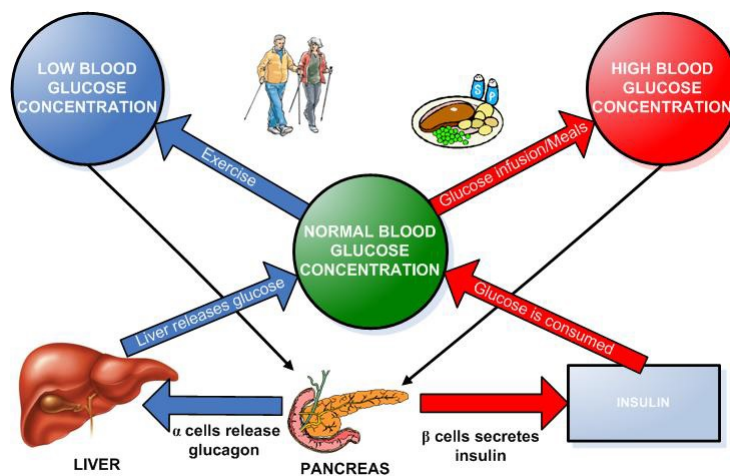 LOW BLOOD
GLUCOSE
CONCENTRATION
HIGH BLOOD
GLUCOSE
CONCENTRATION
S P
Exercise
Glucose infusion/Meals
NORMAL BLOOD
GLUCOSE
CONCENTRATION
Liver releases glucose
Glucose is consumed
INSULIN
α cells release
glucagon
β cells secretes
insulin
LIVER
PANCREAS